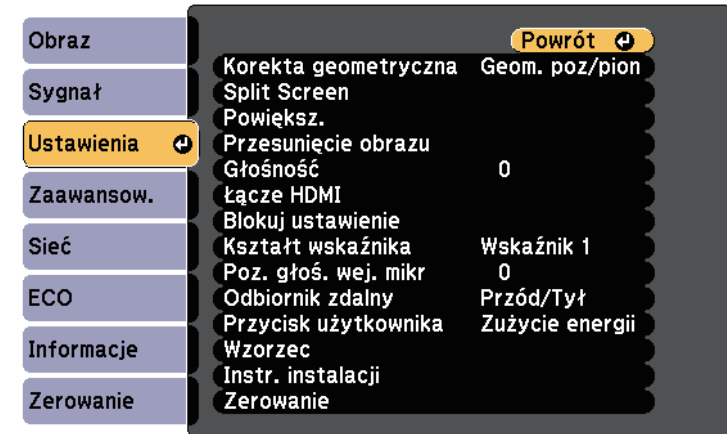 Obraz
Sygnał
Ustawienia
Zaawansow.
Sieć
ECO
Informacje
Zerowanie
Powrót
Korekta geometryczna Geom. poz/pion
Split Screen
Powiększ.
Przesunięcie obrazu
Głośność 0
Łącze HDMI
Blokuj ustawienie
Kształt wskaźnika Wskaźnik 1
Poz. głoś. wej. mikr 0
Odbiornik zdalny Przód/Tył
Przycisk użytkownika Zużycie energii
Wzorzec
Instr. instalacji
Zerowanie